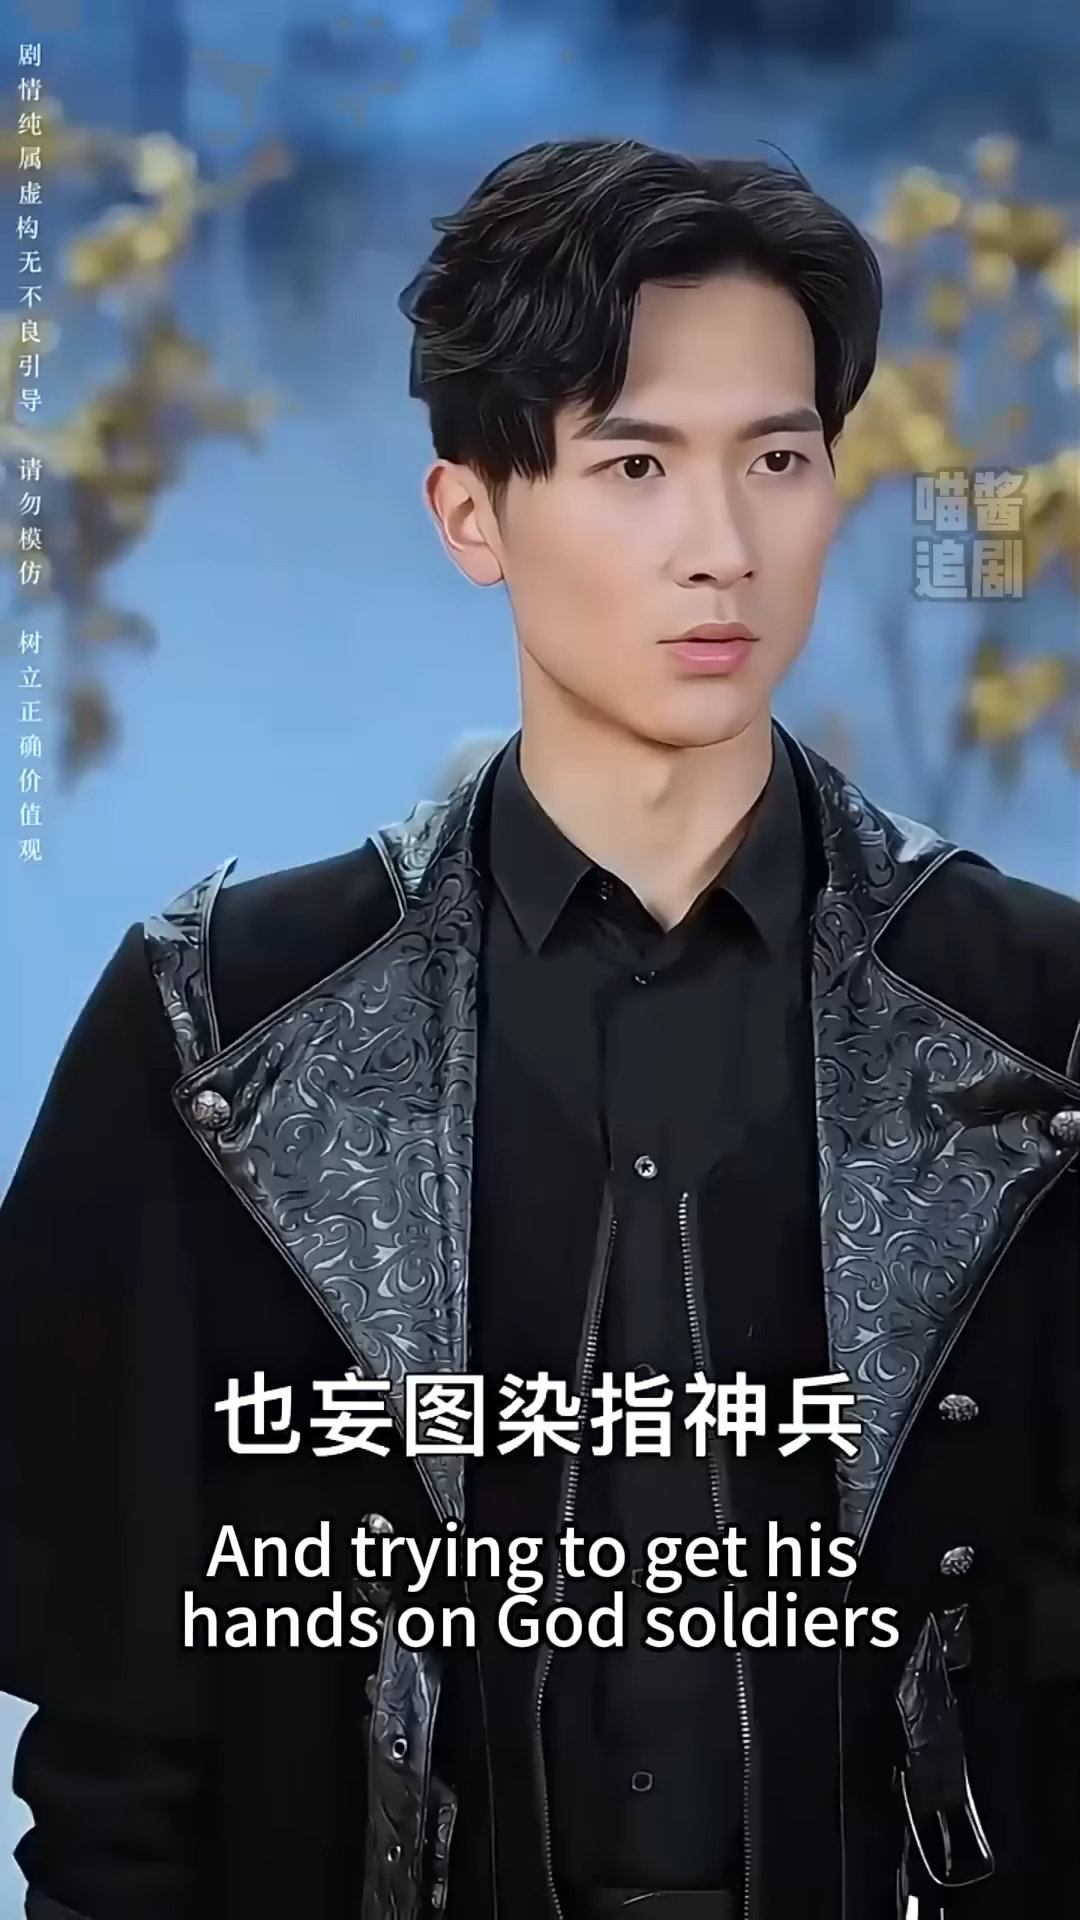 剧情纯属虚构无不良引导 请勿模仿 树立正确价值观
喵酱
追剧
也妄图染指神兵
And trying to get his
hands on God soldiers